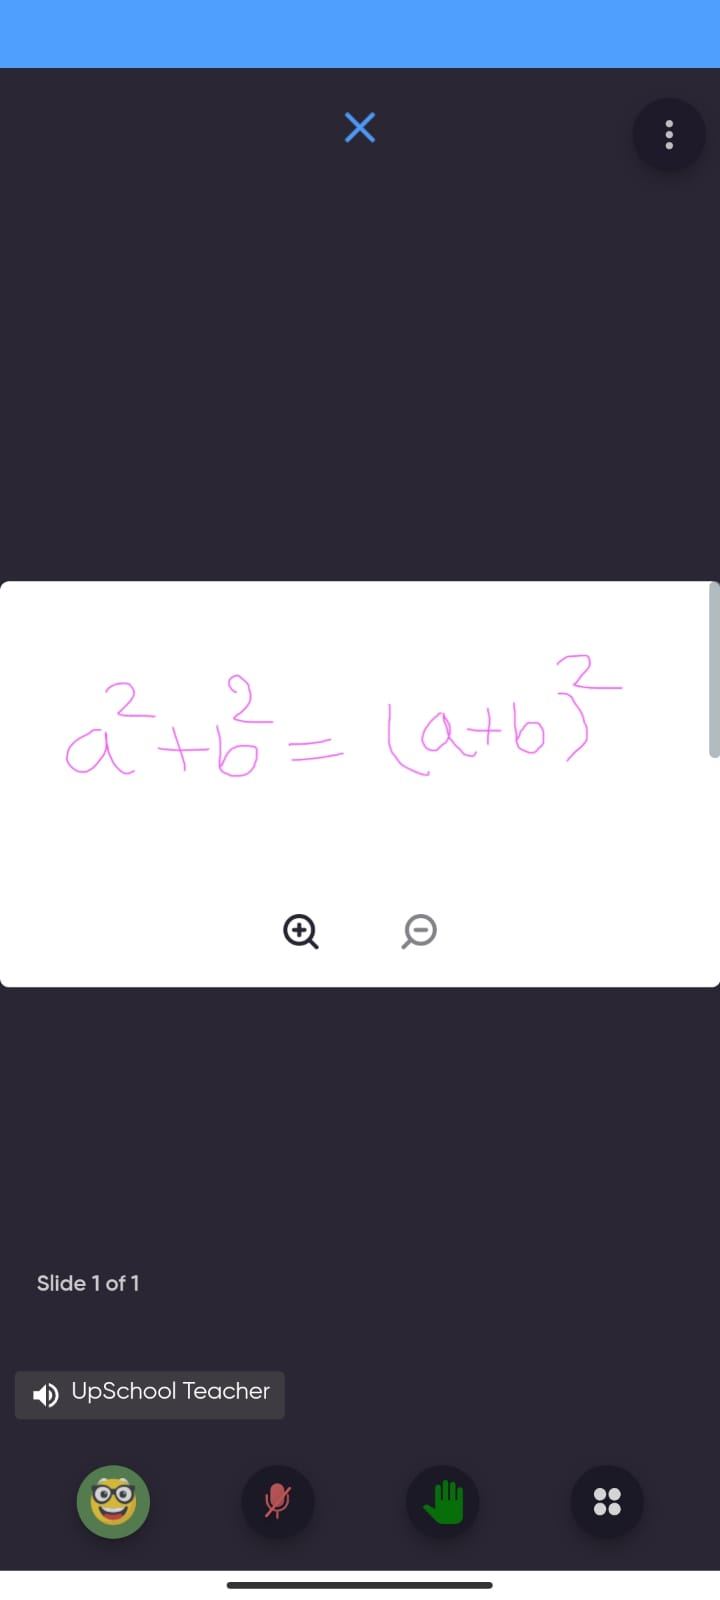 a²+b²= (a+b)²
Slide 1 of 1
UpSchool Teacher